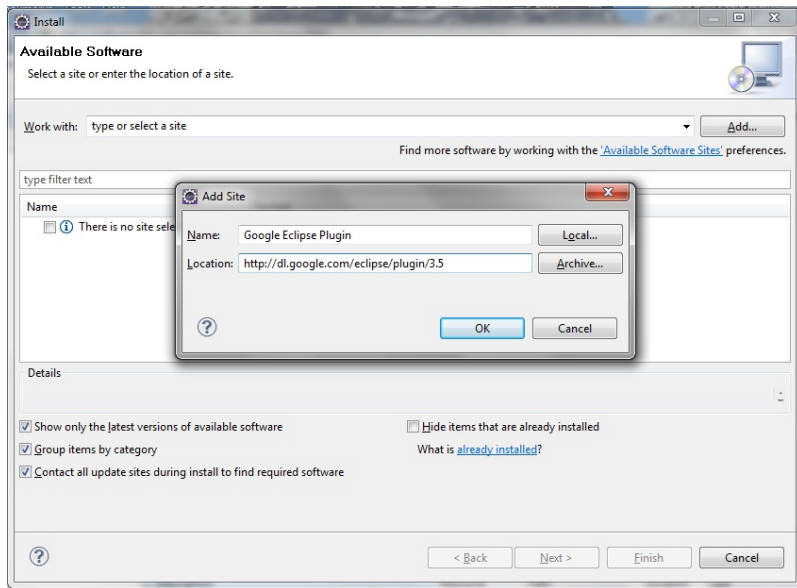 Install
Available Software
Select a site or enter the location of a site.
Work with: type or select a site Add...
Find more software by working with the 'Available Software Sites' preferences.
type filter text
Name
There is no site sele
Add Site
Name: Google Eclipse Plugin Local...
Location: http://dl.google.com/eclipse/plugin/3.5 Archive...
OK Cancel
Details
Show only the latest versions of available software Hide items that are already installed
Group items by category What is already installed?
Contact all update sites during install to find required software
< Back Next > Finish Cancel